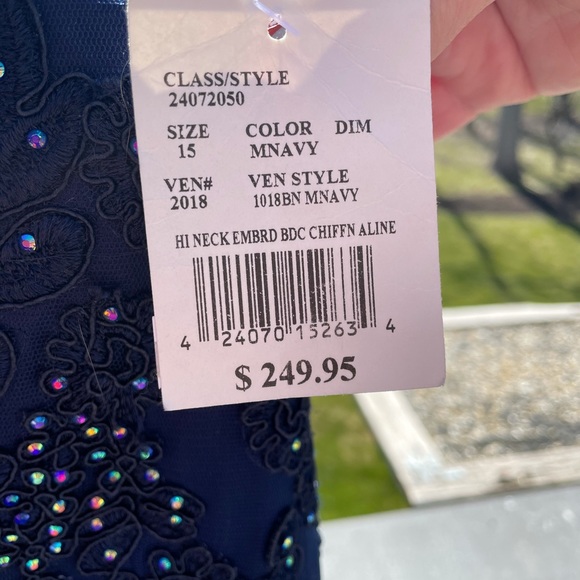 CLASS/STYLE
24072050
SIZE COLOR DIM
15 MNAVY
VEN# VEN STYLE
2018 1018BN MNAVY
HI NECK EMBRD BDC CHIFFN ALINE
4 24070 15263 4
$ 249.95